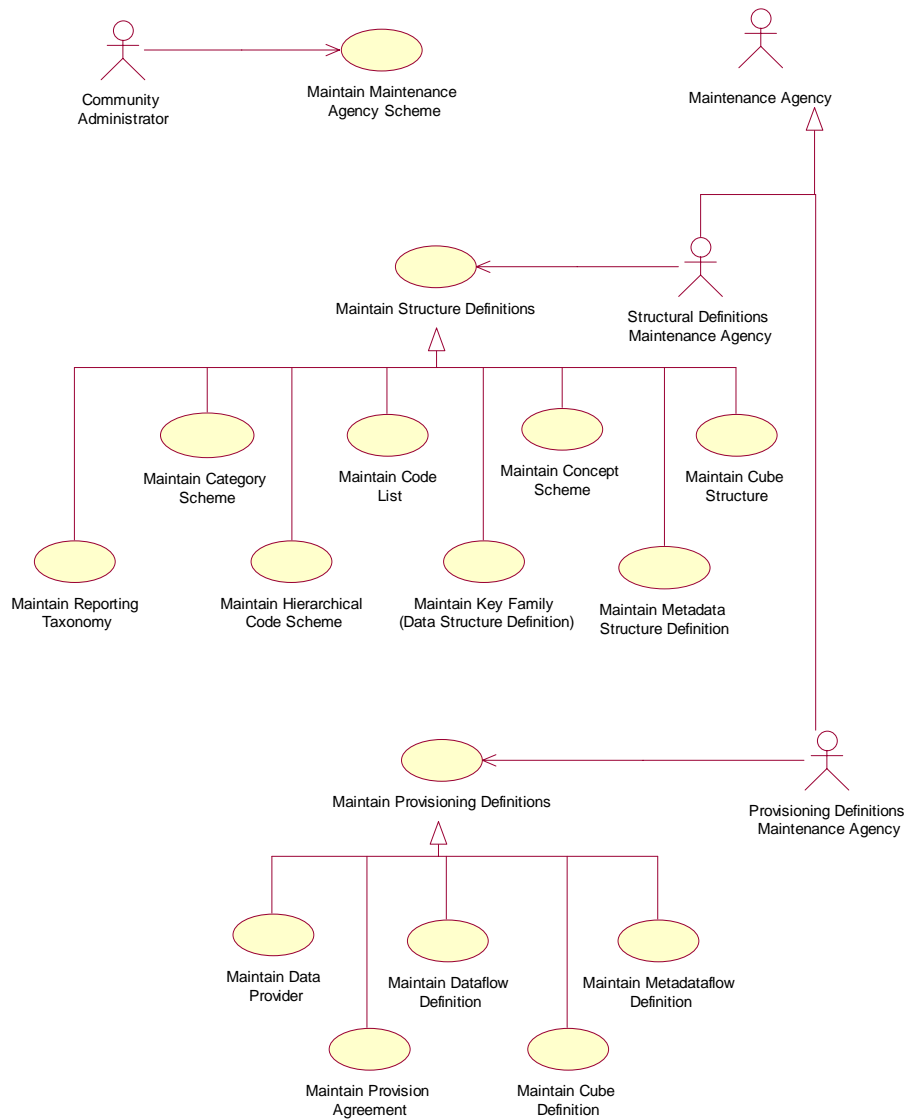 Community
Administrator
Maintain Maintenance
Agency Scheme
Maintenance Agency
Maintain Structure Definitions
Structural Definitions
Maintenance Agency
Maintain Category
Scheme
Maintain Code
List
Maintain Concept
Scheme
Maintain Cube
Structure
Maintain Reporting
Taxonomy
Maintain Hierarchical
Code Scheme
Maintain Key Family
(Data Structure Definition)
Maintain Metadata
Structure Definition
Maintain Provisioning Definitions
Provisioning Definitions
Maintenance Agency
Maintain Data
Provider
Maintain Dataflow
Definition
Maintain Metadataflow
Definition
Maintain Provision
Agreement
Maintain Cube
Definition